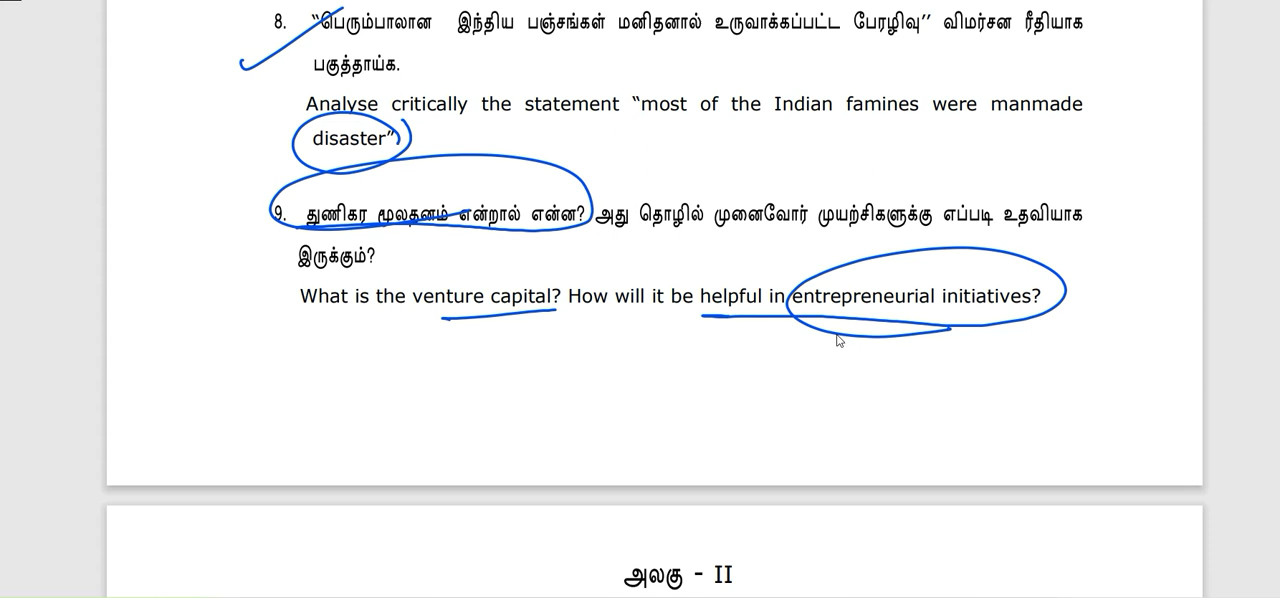 8. “பெரும்பாலான இந்திய பஞ்சங்கள் மனிதனால் உருவாக்கப்பட்ட பேரழிவு’’ விமர்சன ரீதியாக
பகுத்தாய்க.
Analyse critically the statement “most of the Indian famines were manmade
disaster”
9. துணிகர மூலதனம் என்றால் என்ன? அது தொழில் முனைவோர் முயற்சிகளுக்கு எப்படி உதவியாக
இருக்கும்?
What is the venture capital? How will it be helpful in entrepreneurial initiatives?
அலகு - II